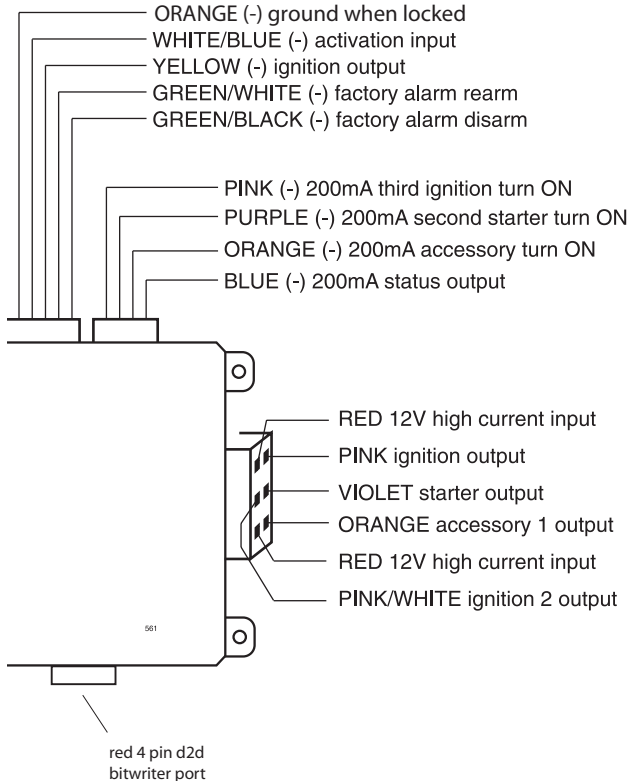 ORANGE (-) ground when locked
WHITE/BLUE (-) activation input
YELLOW (-) ignition output
GREEN/WHITE (-) factory alarm rearm
GREEN/BLACK (-) factory alarm disarm
PINK (-) 200mA third ignition turn ON
PURPLE (-) 200mA second starter turn ON
ORANGE (-) 200mA accessory turn ON
BLUE (-) 200mA status output
RED 12V high current input
PINK ignition output
VIOLET starter output
ORANGE accessory 1 output
RED 12V high current input
PINK/WHITE ignition 2 output
561
red 4 pin d2d
bitwriter port